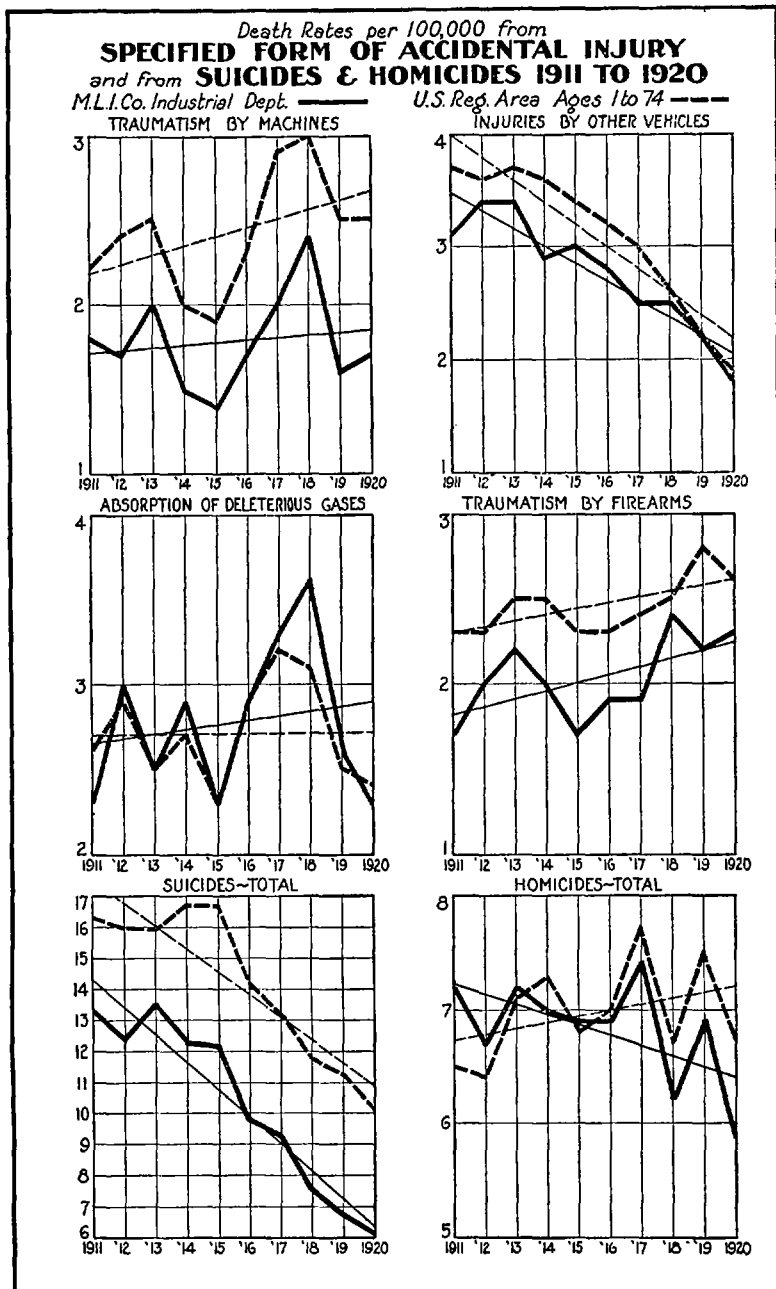 Death Rates per 100,000 from
SPECIFIED FORM OF ACCIDENTAL INJURY
and from SUICIDES & HOMICIDES 1911 TO 1920
M.L.I.Co. Industrial Dept. U.S. Reg. Area Ages 1 to 74
TRAUMATISM BY MACHINES
3
2
1
1911 '12 '13 '14 '15 '16 '17 '18 '19 1920
INJURIES BY OTHER VEHICLES
4
3
2
1
1911 '12 '13 '14 '15 '16 '17 '18 '19 1920
ABSORPTION OF DELETERIOUS GASES
4
3
2
1911 '12 '13 '14 '15 '16 '17 '18 '19 1920
TRAUMATISM BY FIREARMS
3
2
1
1911 '12 '13 '14 '15 '16 '17 '18 '19 1920
SUICIDES~TOTAL
17
16
15
14
13
12
11
10
9
8
7
6
1911 '12 '13 '14 '15 '16 '17 '18 '19 1920
HOMICIDES~TOTAL
8
7
6
5
1911 '12 '13 '14 '15 '16 '17 '18 '19 1920